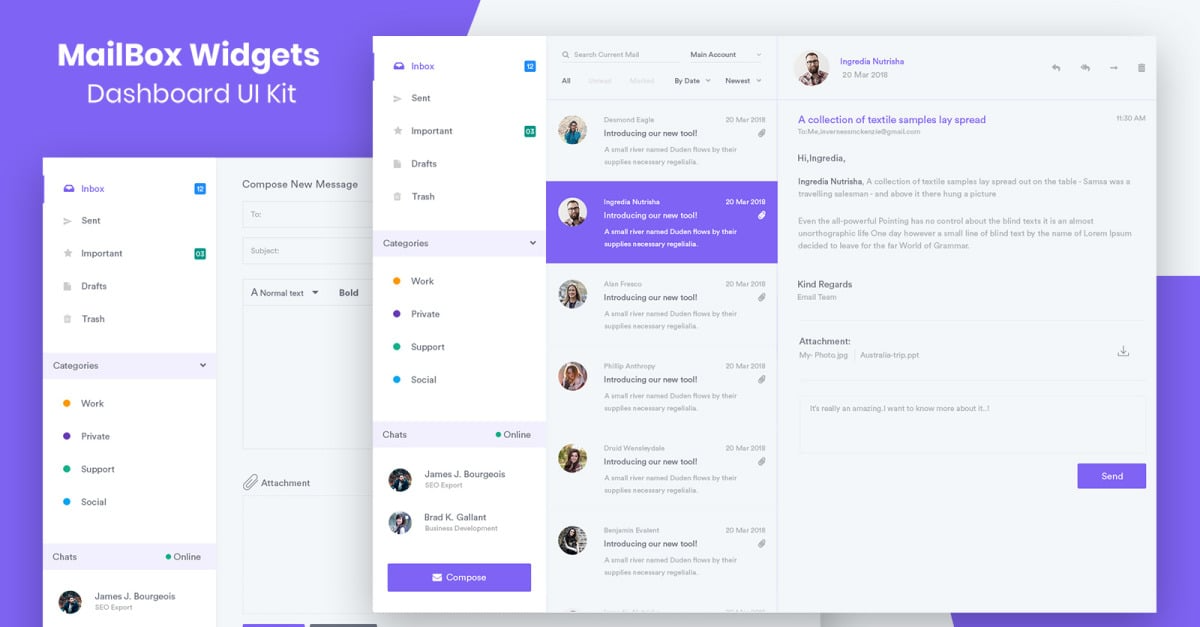 MailBox Widgets
Dashboard UI Kit
Inbox 12
Sent
Important 03
Drafts
Trash
Categories
Work
Private
Support
Social
Chats Online
James J. Bourgeois
SEO Export
Compose New Message
To:
Subject:
A Normal text Bold
Attachment
Inbox 12
Sent
Important 03
Drafts
Trash
Categories
Work
Private
Support
Social
Chats Online
James J. Bourgeois
SEO Export
Brad K. Gallant
Business Development
Compose
Search Current Mail Main Account
All Unread Marked By Date Newest
Desmond Eagle 20 Mar 2018
Introducing our new tool!
A small river named Duden flows by their
supplies necessary regelialia.
Ingredia Nutrisha 20 Mar 2018
Introducing our new tool!
A small river named Duden flows by their
supplies necessary regelialia.
Alan Fresco 20 Mar 2018
Introducing our new tool!
A small river named Duden flows by their
supplies necessary regelialia.
Phillip Anthropy 20 Mar 2018
Introducing our new tool!
A small river named Duden flows by their
supplies necessary regelialia.
Druid Wensleydale 20 Mar 2018
Introducing our new tool!
A small river named Duden flows by their
supplies necessary regelialia.
Benjamin Evalent 20 Mar 2018
Introducing our new tool!
A small river named Duden flows by their
supplies necessary regelialia.
Ingredia Nutrisha
20 Mar 2018
A collection of textile samples lay spread 11:30 AM
To:Me,inversessmckenzie@gmail.com
Hi,Ingredia,
Ingredia Nutrisha, A collection of textile samples lay spread out on the table - Samsa was a
travelling salesman - and above it there hung a picture
Even the all-powerful Pointing has no control about the blind texts it is an almost
unorthographic life One day however a small line of blind text by the name of Lorem Ipsum
decided to leave for the far World of Grammar.
Kind Regards
Email Team
Attachment:
My- Photo.jpg Australia-trip.ppt
It's really an amazing.I want to know more about it..!
Send